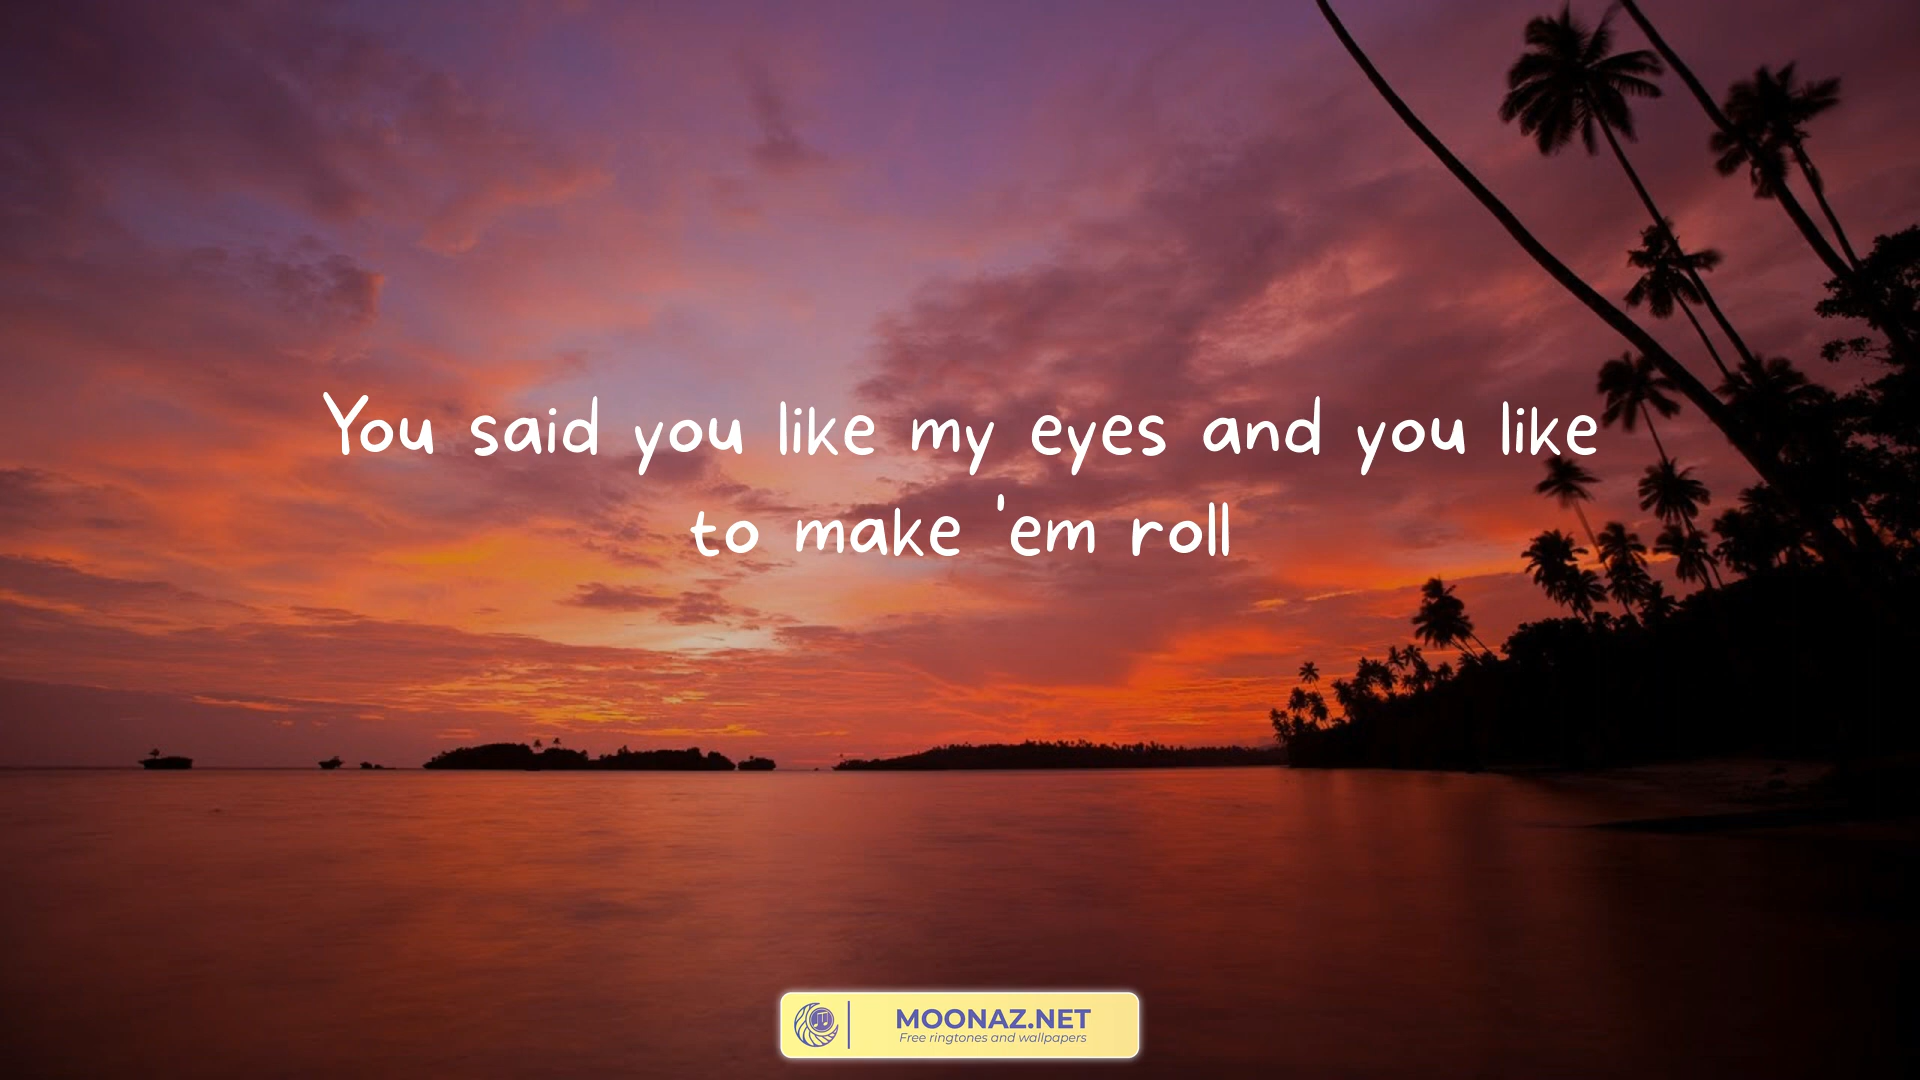 You said you like my eyes and you like
to make 'em roll
MOONAZ.NET
Free ringtones and wallpapers